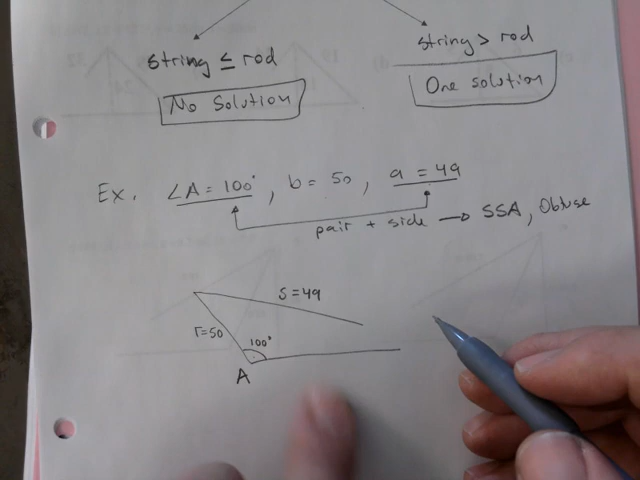 string ≤ rod
string > rod
No Solution
One solution
Ex. ∠A = 100°, b = 50, a = 49
pair + side → SSA, Obtuse
s = 49
r = 50
100°
A